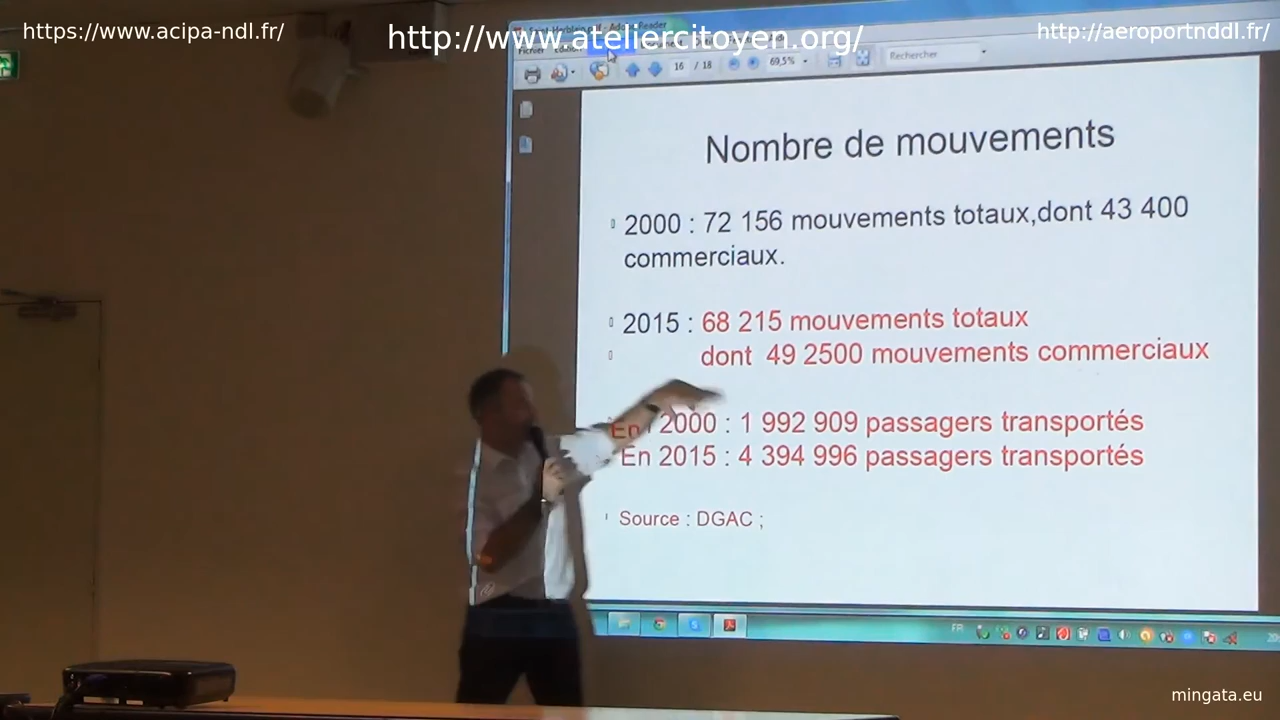 https://www.acipa-ndl.fr/
http://www.ateliercitoyen.org/
http://aeroportnddl.fr/
16 / 18
69,5%
Rechercher
Nombre de mouvements
2000 : 72 156 mouvements totaux,dont 43 400
commerciaux.
2015 : 68 215 mouvements totaux
dont 49 2500 mouvements commerciaux
En 2000 : 1 992 909 passagers transportés
En 2015 : 4 394 996 passagers transportés
Source : DGAC ;
FR
mingata.eu